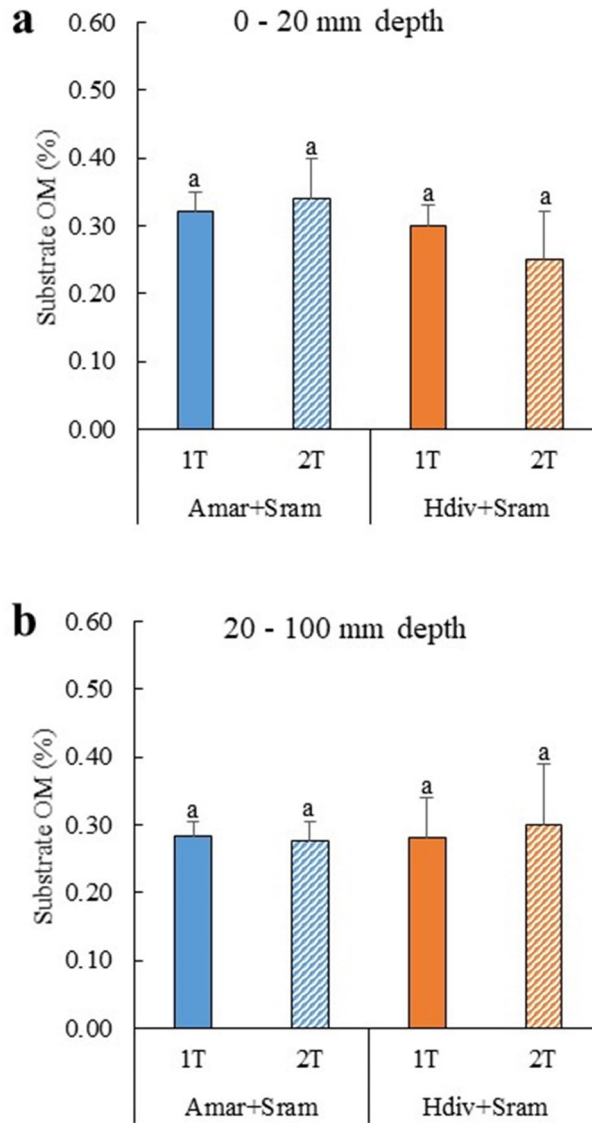 a
0 - 20 mm depth
Substrate OM (%)
0.60
0.50
0.40
0.30
0.20
0.10
0.00
a
a
a
a
1T 2T 1T 2T
Amar+Sram Hdiv+Sram
b
20 - 100 mm depth
Substrate OM (%)
0.60
0.50
0.40
0.30
0.20
0.10
0.00
a
a
a
a
1T 2T 1T 2T
Amar+Sram Hdiv+Sram